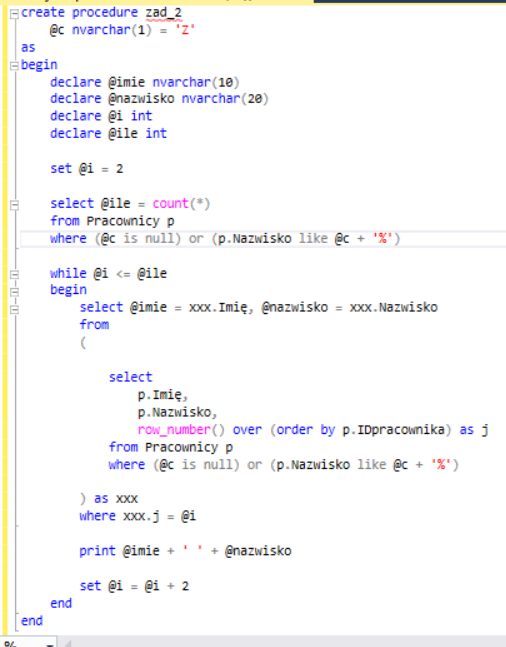 create procedure zad_2
@c nvarchar(1) = 'Z'
as
begin
declare @imie nvarchar(10)
declare @nazwisko nvarchar(20)
declare @i int
declare @ile int
set @i = 2
select @ile = count(*)
from Pracownicy p
where (@c is null) or (p.Nazwisko like @c + '%')
while @i <= @ile
begin
select @imie = xxx.Imię, @nazwisko = xxx.Nazwisko
from
(
select
p.Imię,
p.Nazwisko,
row_number() over (order by p.IDpracownika) as j
from Pracownicy p
where (@c is null) or (p.Nazwisko like @c + '%')
) as xxx
where xxx.j = @i
print @imie + ' ' + @nazwisko
set @i = @i + 2
end
end
%